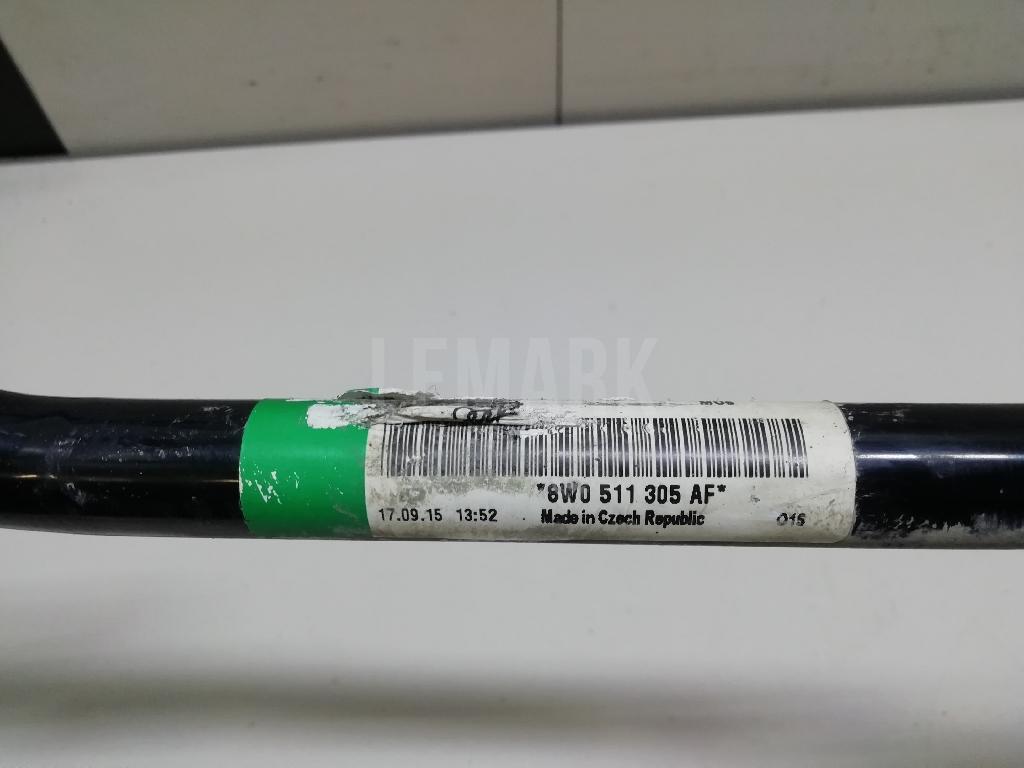 LEMARK
*8W0 511 305 AF*
17.09.15 13:52 Made in Czech Republic 015